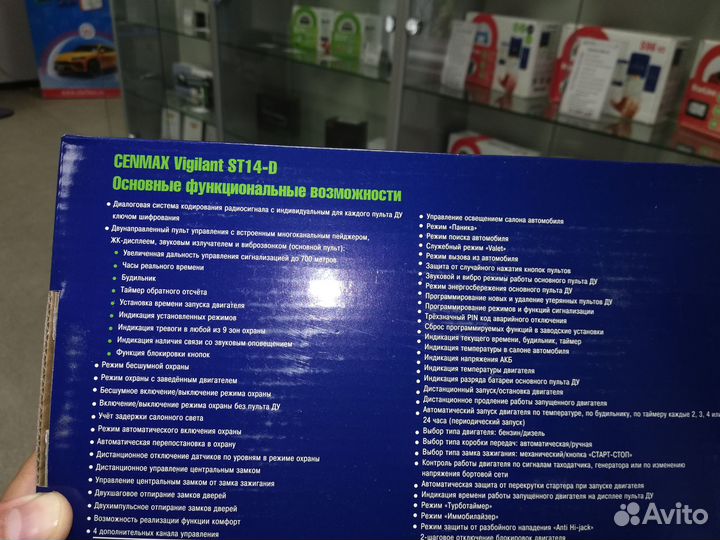 CENMAX Vigilant ST14-D
Основные функциональные возможности
• Диалоговая система кодирования радиосигнала с индивидуальным для каждого пульта ДУ
ключом шифрования
• Двунаправленный пульт управления с встроенным многоканальным пейджером,
ЖК-дисплеем, звуковым излучателем и виброзвонком (основной пульт):
• Увеличенная дальность управления сигнализацией до 700 метров
• Часы реального времени
• Будильник
• Таймер обратного отсчёта
• Установка времени запуска двигателя
• Индикация установленных режимов
• Индикация тревоги в любой из 9 зон охраны
• Индикация наличия связи со звуковым оповещением
• Функция блокировки кнопок
• Режим бесшумной охраны
• Режим охраны с заведённым двигателем
• Бесшумное включение/выключение режима охраны
• Включение/выключение режима охраны без пульта ДУ
• Учёт задержки салонного света
• Режим автоматического включения охраны
• Автоматическая перепостановка в охрану
• Дистанционное отключение датчиков по уровням в режиме охраны
• Дистанционное управление центральным замком
• Управление центральным замком от замка зажигания
• Двухшаговое отпирание замков дверей
• Двухимпульсное отпирание замков дверей
• Возможность реализации функции комфорт
• 4 дополнительных канала управления
• Управление освещением салона автомобиля
• Режим «Паника»
• Режим поиска автомобиля
• Служебный режим «Valet»
• Режим вызова из автомобиля
• Защита от случайного нажатия кнопок пультов
• Звуковой и вибро режимы работы основного пульта ДУ
• Режим энергосбережения основного пульта ДУ
• Программирование новых и удаление утерянных пультов ДУ
• Программирование режимов и функций сигнализации
• Трёхзначный PIN код аварийного отключения
• Сброс программируемых функций в заводские установки
• Индикация текущего времени, будильник, таймер
• Индикация температуры в салоне автомобиля
• Индикация напряжения АКБ
• Индикация температуры двигателя
• Индикация разряда батареи основного пульта ДУ
• Дистанционный запуск/остановка двигателя
• Дистанционное продление работы запущенного двигателя
• Автоматический запуск двигателя по температуре, по будильнику, по таймеру каждые 2, 3, 4 или
24 часа (периодический запуск)
• Выбор типа двигателя: бензин/дизель
• Выбор типа коробки передач: автоматическая/ручная
• Выбор типа замка зажигания: механический/кнопка «СТАРТ-СТОП»
• Контроль работы двигателя по сигналам таходатчика, генератора или по изменению
напряжения бортовой сети
• Автоматическая защита от перекрутки стартера при запуске двигателя
• Индикация времени работы запущенного двигателя на дисплее пульта ДУ
• Режим «Турботаймер»
• Режим «Иммобилайзер»
• Режим защиты от разбойного нападения «Anti Hi-jack»
2-шаговое отключение блокировок двигателя
Avito